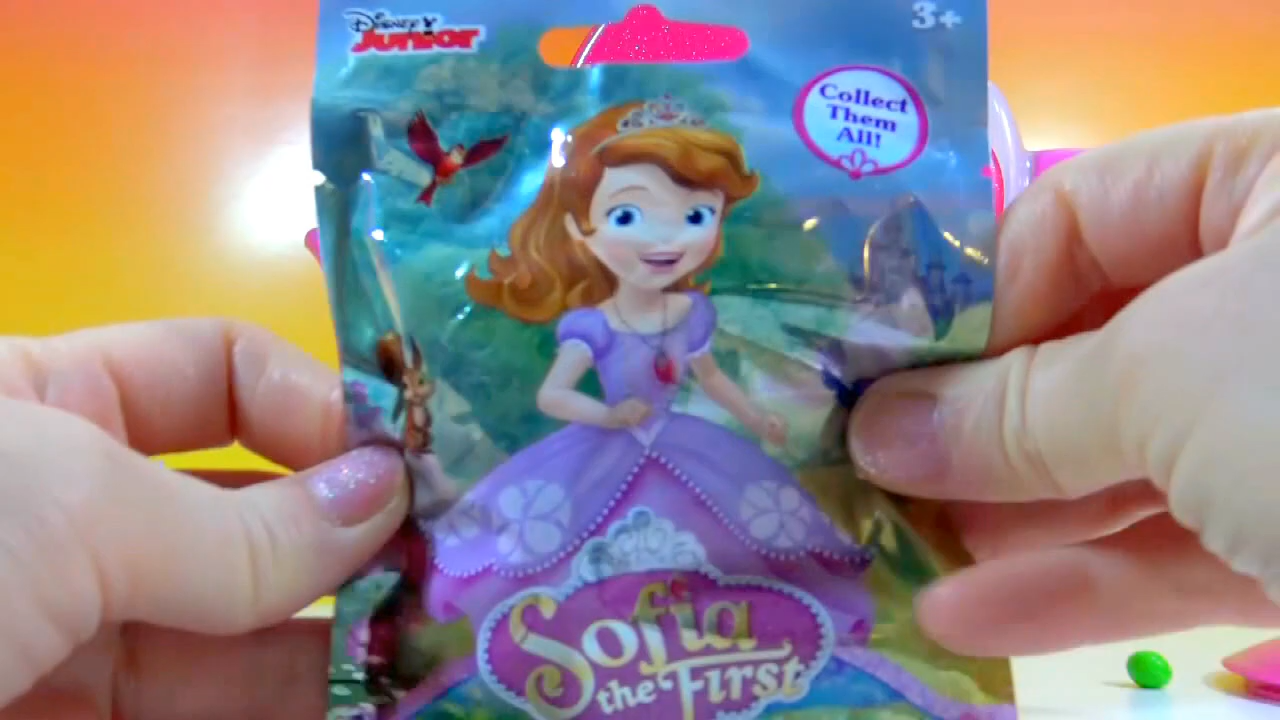 Disney
Junior
3+
Collect
Them
All!
Sofia
the First